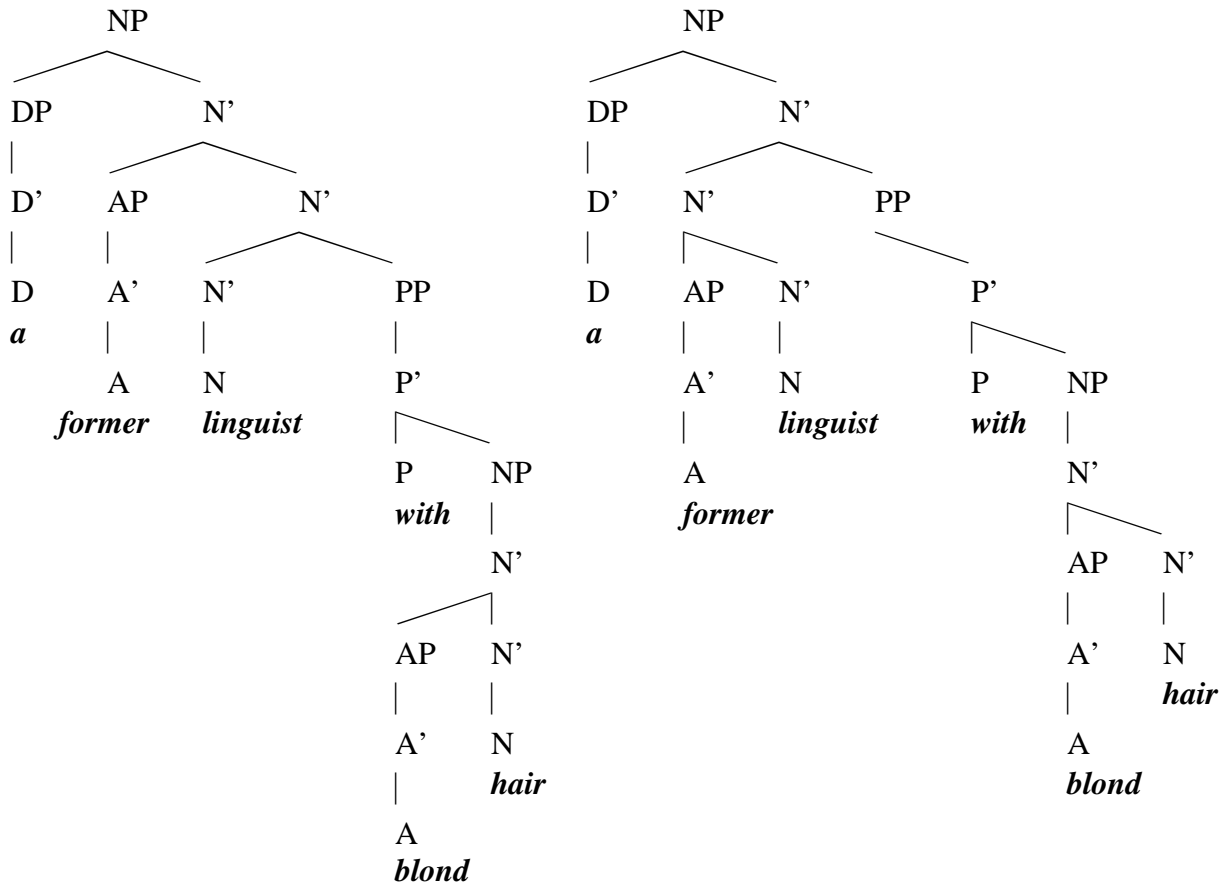 NP NP
DP N’ DP N’
D’ AP N’ D’ N’ PP
D A’ N’ PP D AP N’ P’
a a
A N P’ A’ N P NP
former linguist linguist with
P NP A N’
with former
N’ AP N’
AP N’ A’ N
hair
A’ N A
hair blond
A
blond